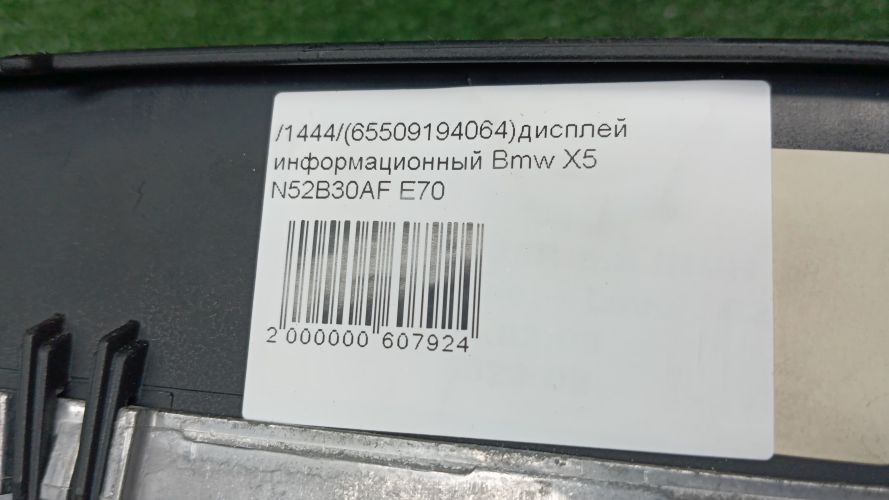 /1444/(65509194064)дисплей
информационный Bmw X5
N52B30AF E70
2 000000 607924